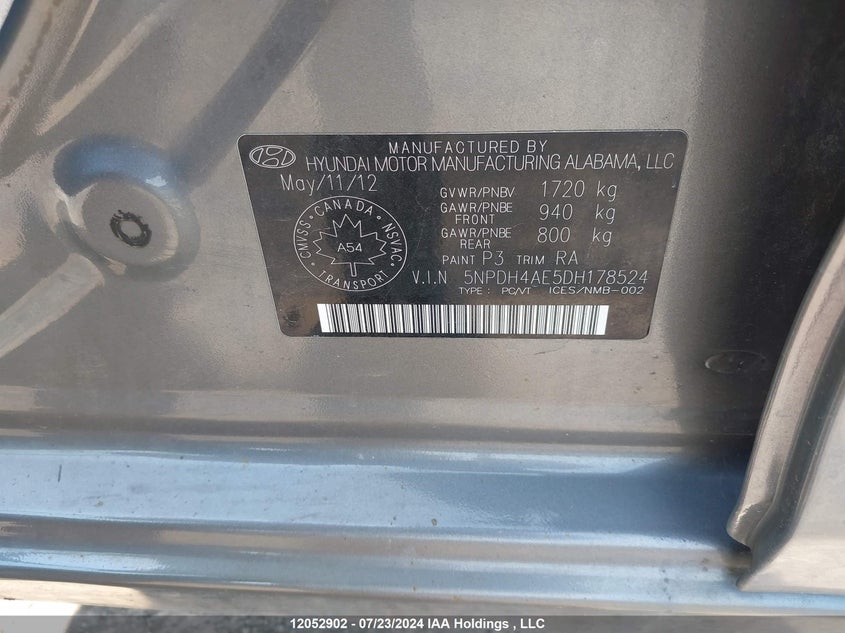 MANUFACTURED BY
HYUNDAI MOTOR MANUFACTURING ALABAMA, LLC
May/11/12
GVWR/PNBV 1720 kg
GAWR/PNBE FRONT 940 kg
GAWR/PNBE REAR 800 kg
PAINT P3 TRIM RA
V.I.N 5NPDH4AE5DH178524
TYPE : PC/VT ICES/NMB-002
CANADA
CMVSS
NSVAC
A54
TRANSPORT
12052902 - 07/23/2024 IAA Holdings , LLC